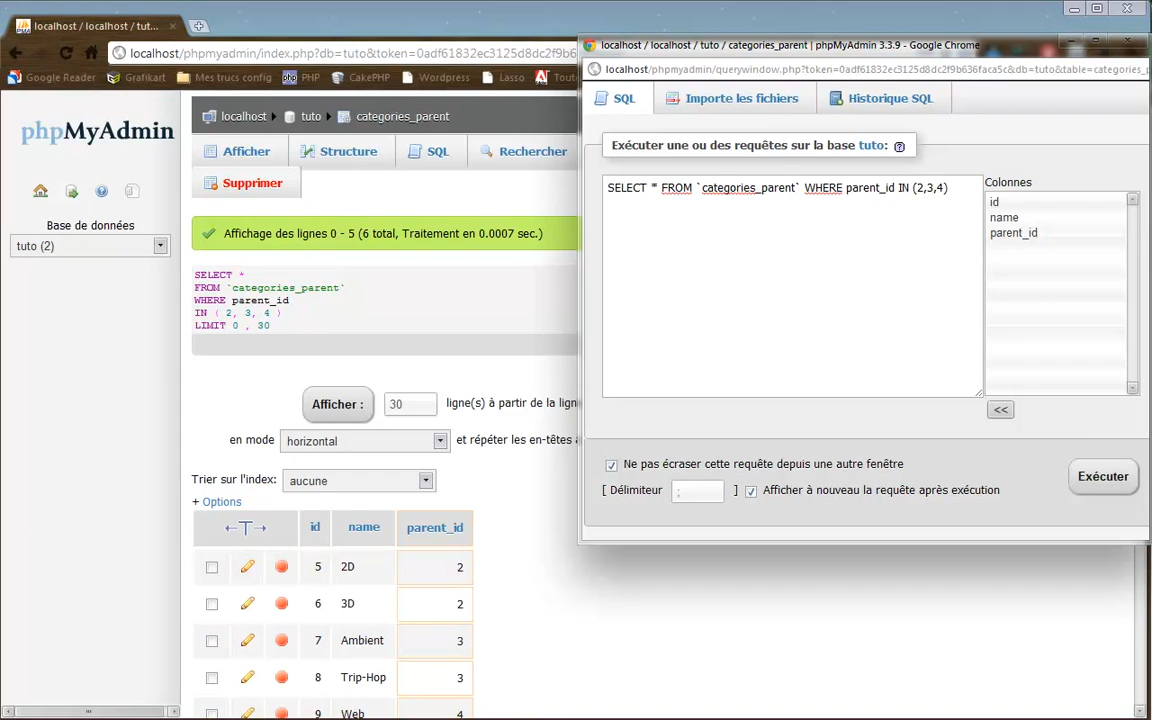 localhost / localhost / tut...
localhost/phpmyadmin/index.php?db=tuto&token=0adf61832ec3125d8dc2f9b6
Google Reader
Grafikart
Mes trucs config
PHP
CakePHP
Wordpress
Lasso
Toute
phpMyAdmin
Base de données
tuto (2)
localhost
tuto
categories_parent
Afficher
Structure
SQL
Rechercher
Supprimer
Affichage des lignes 0 - 5 (6 total, Traitement en 0.0007 sec.)
SELECT *
FROM `categories_parent`
WHERE parent_id
IN ( 2, 3, 4 )
LIMIT 0 , 30
Afficher :
30
ligne(s) à partir de la lign
en mode
horizontal
et répéter les en-têtes à
Trier sur l'index:
aucune
+ Options
←T→
id
name
parent_id
5 2D 2
6 3D 2
7 Ambient 3
8 Trip-Hop 3
9 Web 4
localhost / localhost / tuto / categories_parent | phpMyAdmin 3.3.9 - Google Chrome
localhost/phpmyadmin/querywindow.php?token=0adf61832ec3125d8dc2f9b636faca5c&db=tuto&table=categories_
SQL
Importe les fichiers
Historique SQL
Exécuter une ou des requêtes sur la base tuto:
SELECT * FROM `categories_parent` WHERE parent_id IN (2,3,4)
Colonnes
id
name
parent_id
<<
Ne pas écraser cette requête depuis une autre fenêtre
[ Délimiteur ; ] Afficher à nouveau la requête après exécution
Exécuter